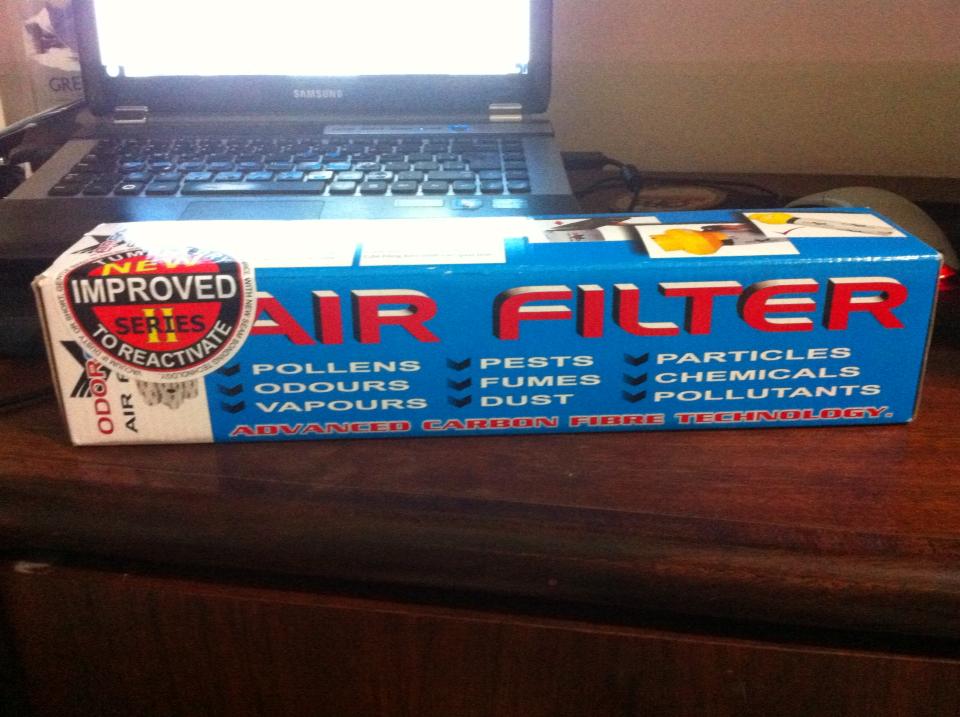 GRE
SAMSUNG
NEW
IMPROVED
SERIES
II
TO REACTIVATE
ODOR
AIR F
AIR FILTER
POLLENS
ODOURS
VAPOURS
PESTS
FUMES
DUST
PARTICLES
CHEMICALS
POLLUTANTS
ADVANCED CARBON FIBRE TECHNOLOGY.